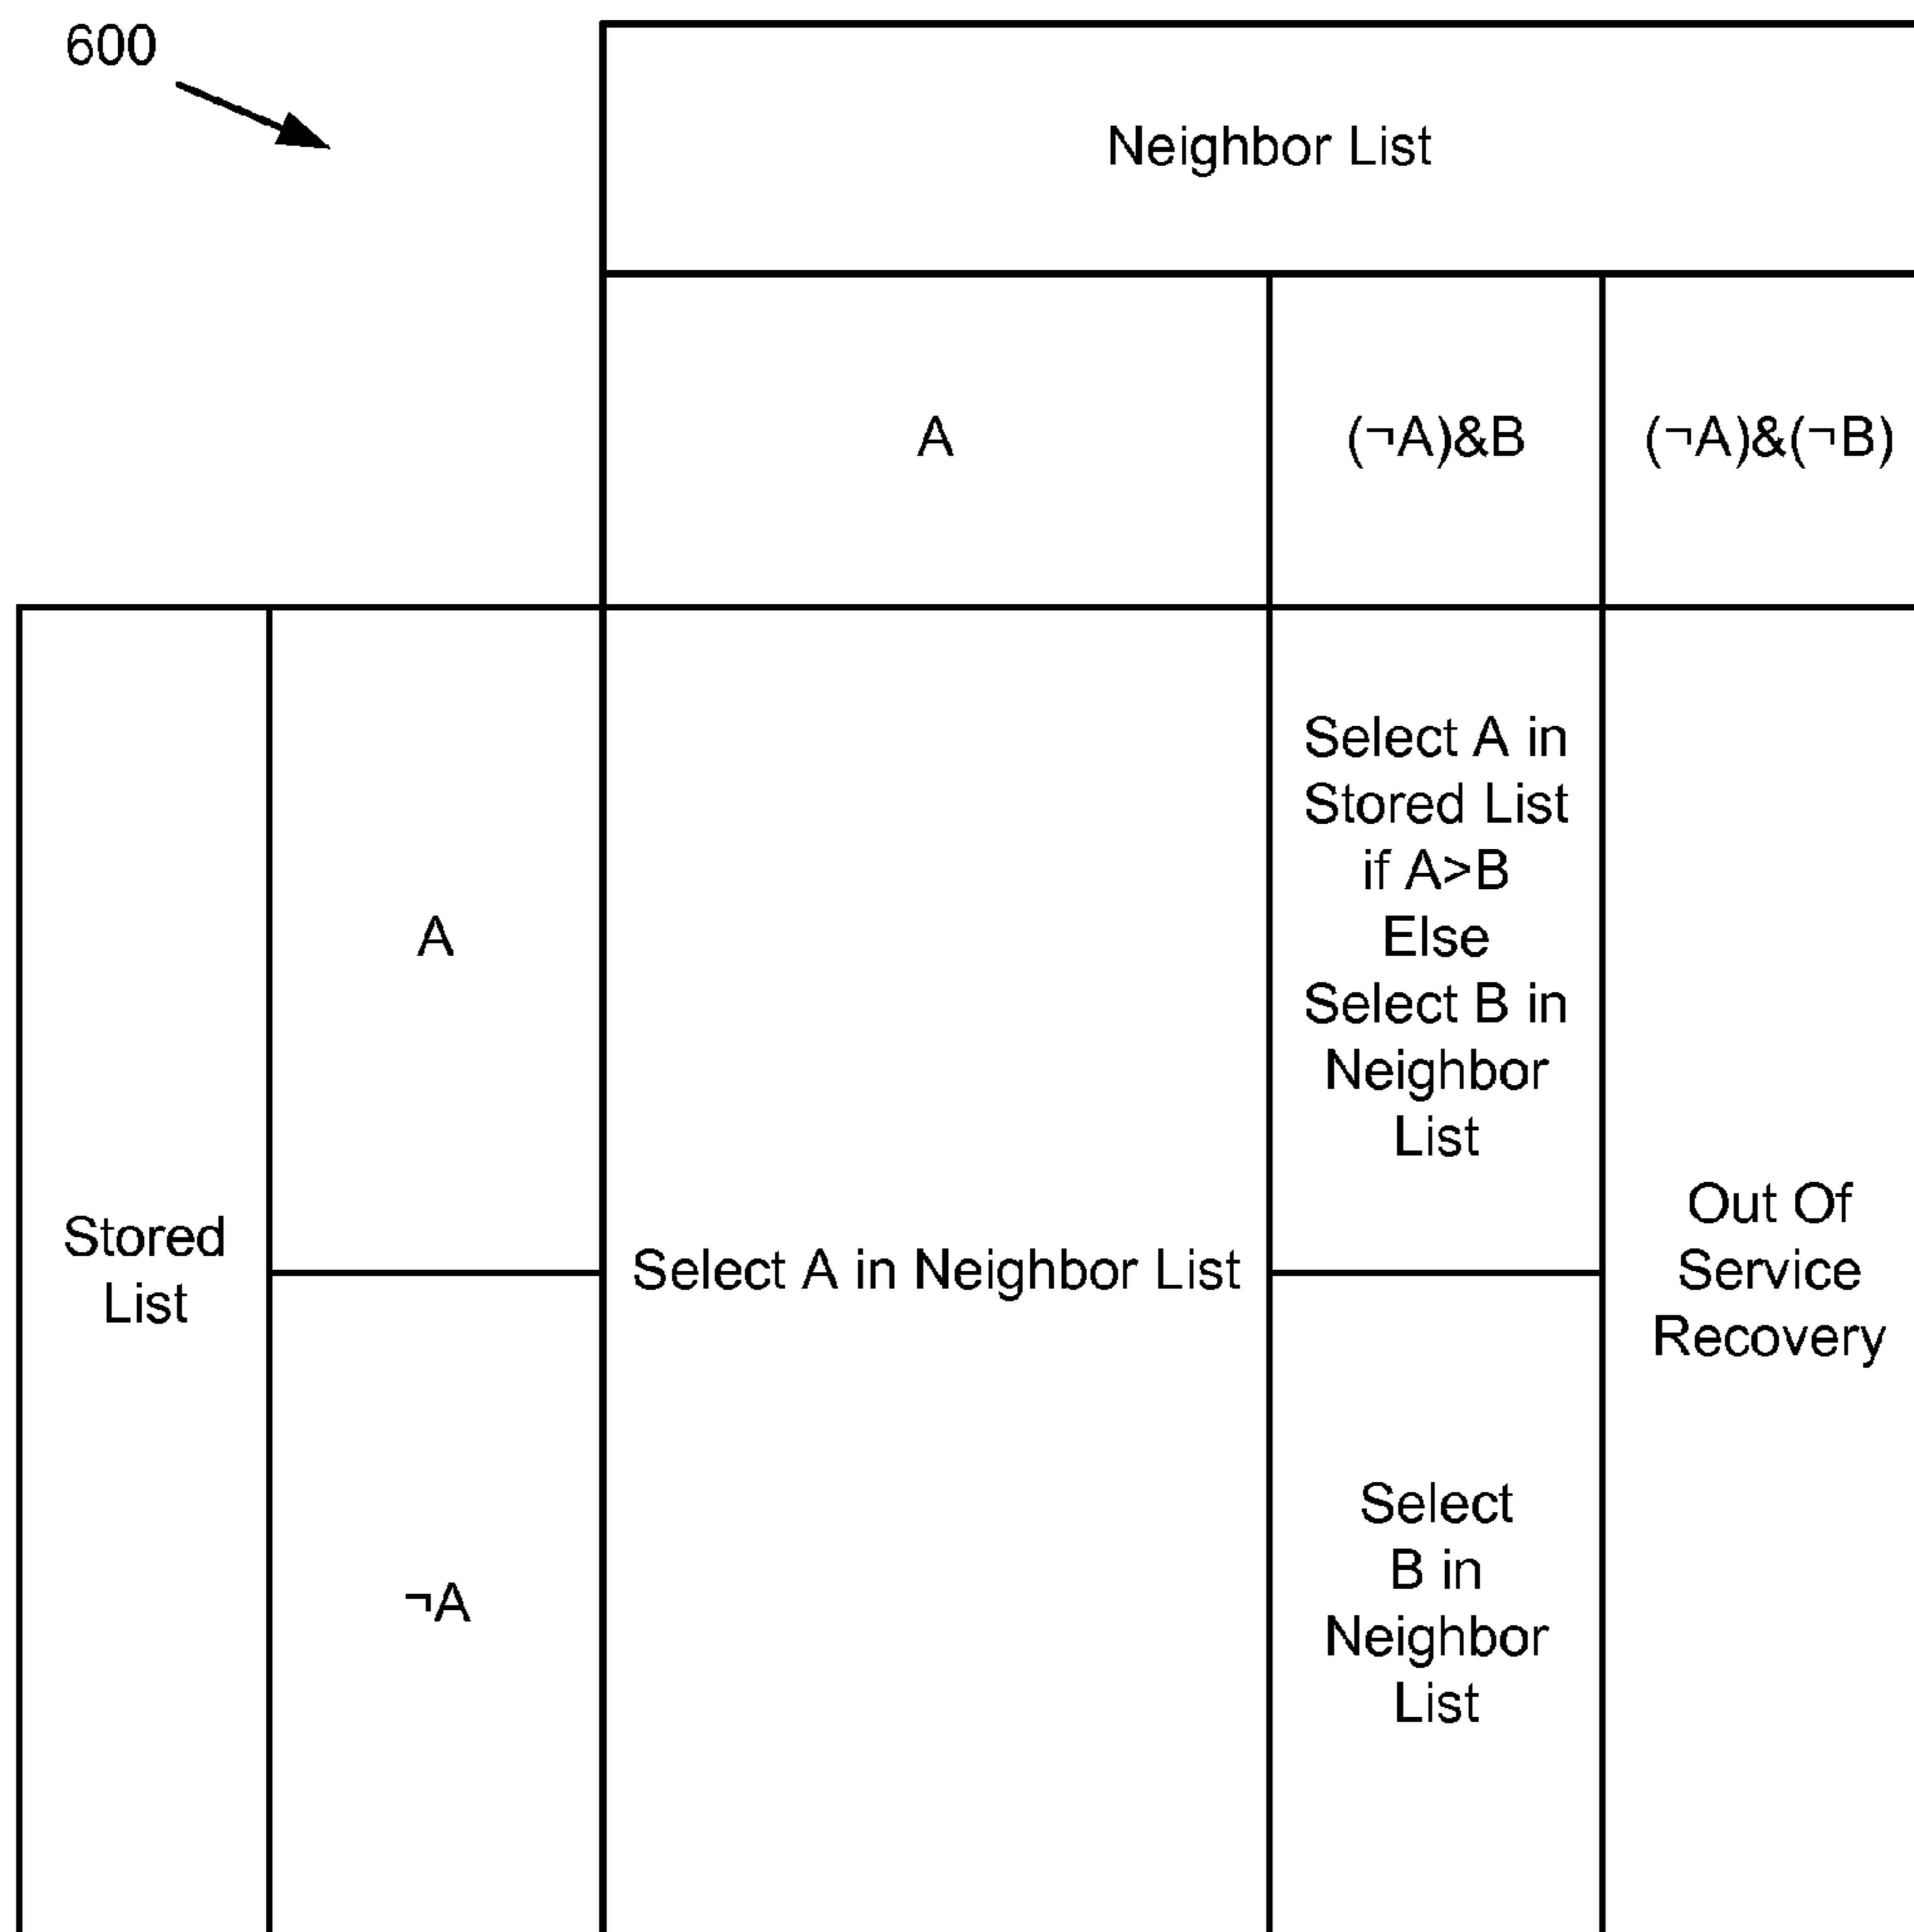 600
Neighbor List
A
(¬A)&B
(¬A)&(¬B)
Stored
List
A
¬A
Select A in Neighbor List
Select A in
Stored List
if A>B
Else
Select B in
Neighbor
List
Select
B in
Neighbor
List
Out Of
Service
Recovery